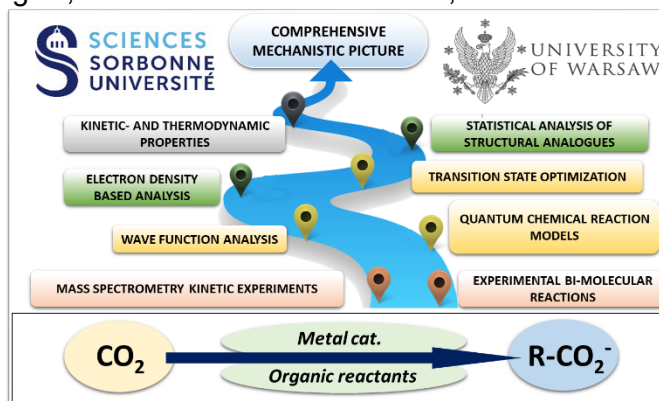 SCIENCES
SORBONNE
UNIVERSITÉ
COMPREHENSIVE
MECHANISTIC PICTURE
UNIVERSITY
OF WARSAW
KINETIC- AND THERMODYNAMIC
PROPERTIES
STATISTICAL ANALYSIS OF
STRUCTURAL ANALOGUES
ELECTRON DENSITY
BASED ANALYSIS
TRANSITION STATE OPTIMIZATION
WAVE FUNCTION ANALYSIS
QUANTUM CHEMICAL REACTION
MODELS
MASS SPECTROMETRY KINETIC EXPERIMENTS
EXPERIMENTAL BI-MOLECULAR
REACTIONS
CO₂
Metal cat.
Organic reactants
R-CO₂⁻